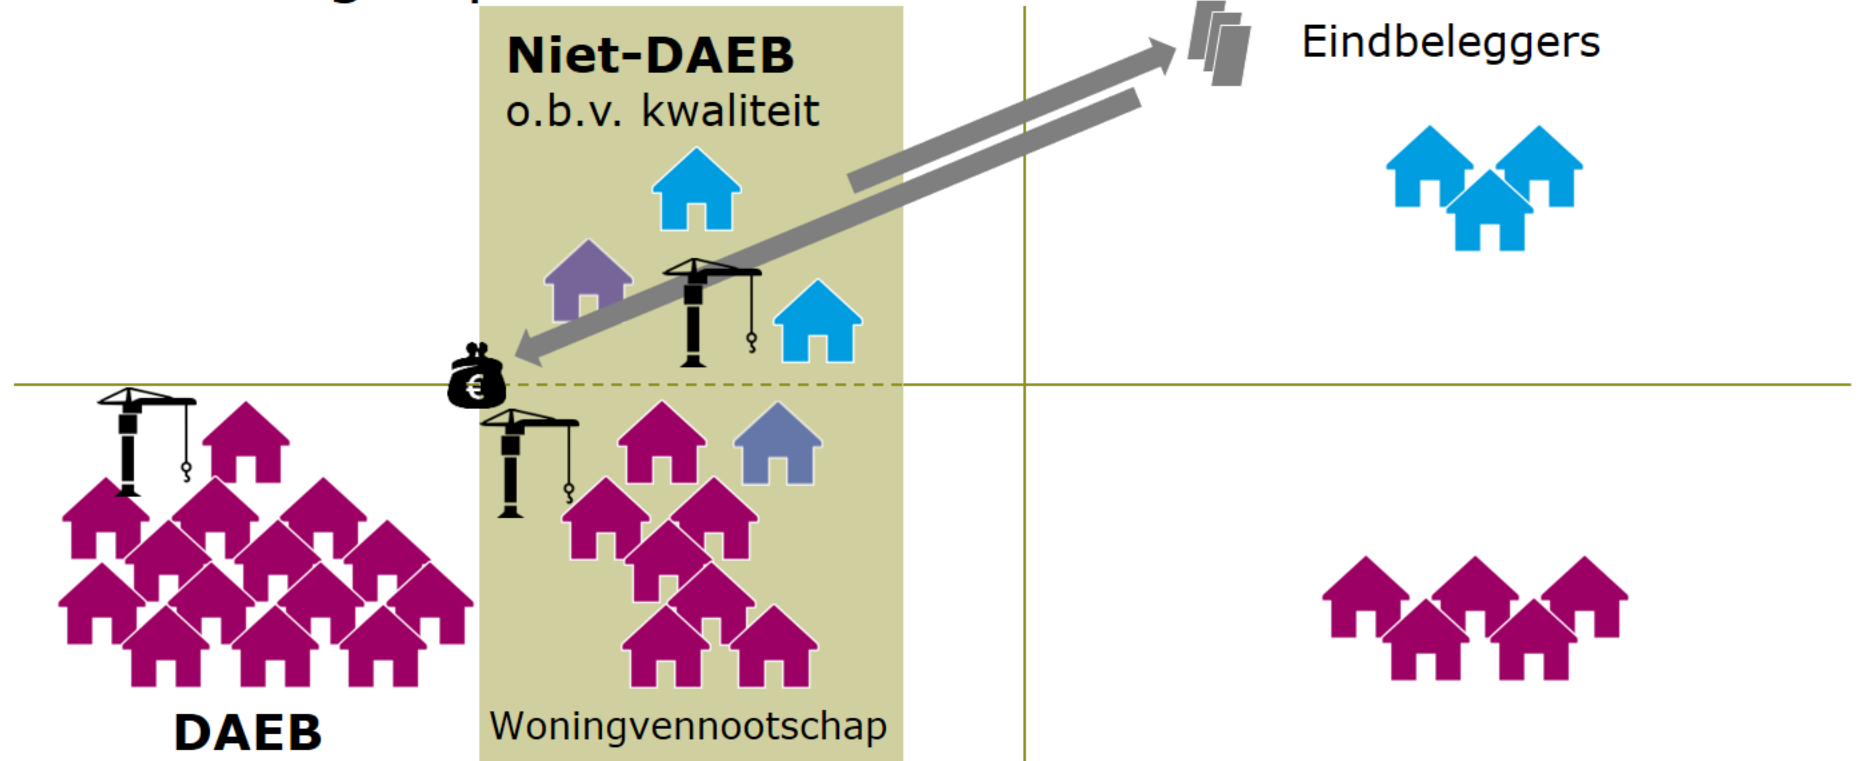 Niet-DAEB
o.b.v. kwaliteit
Eindbeleggers
€
DAEB
Woningvennootschap